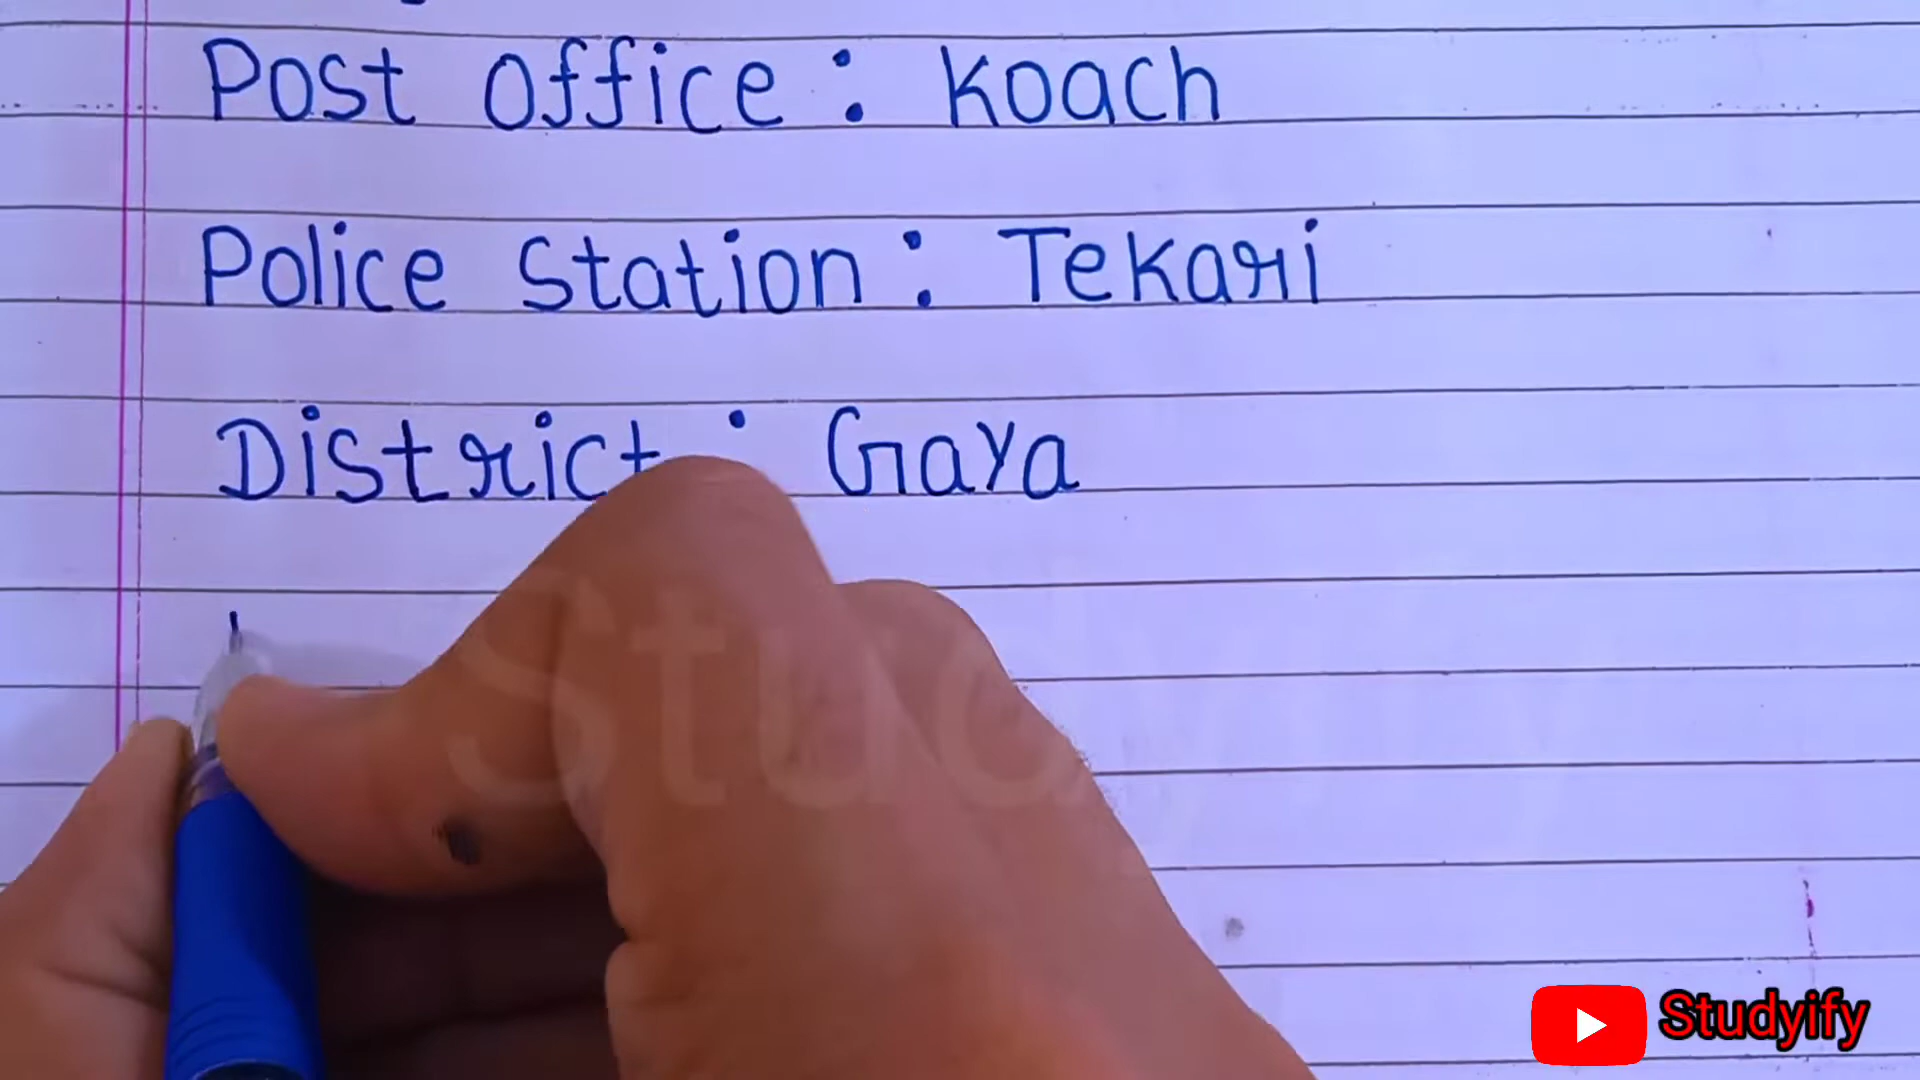 Post Office : Koach
Police Station : Tekari
District : Gaya
Studyify